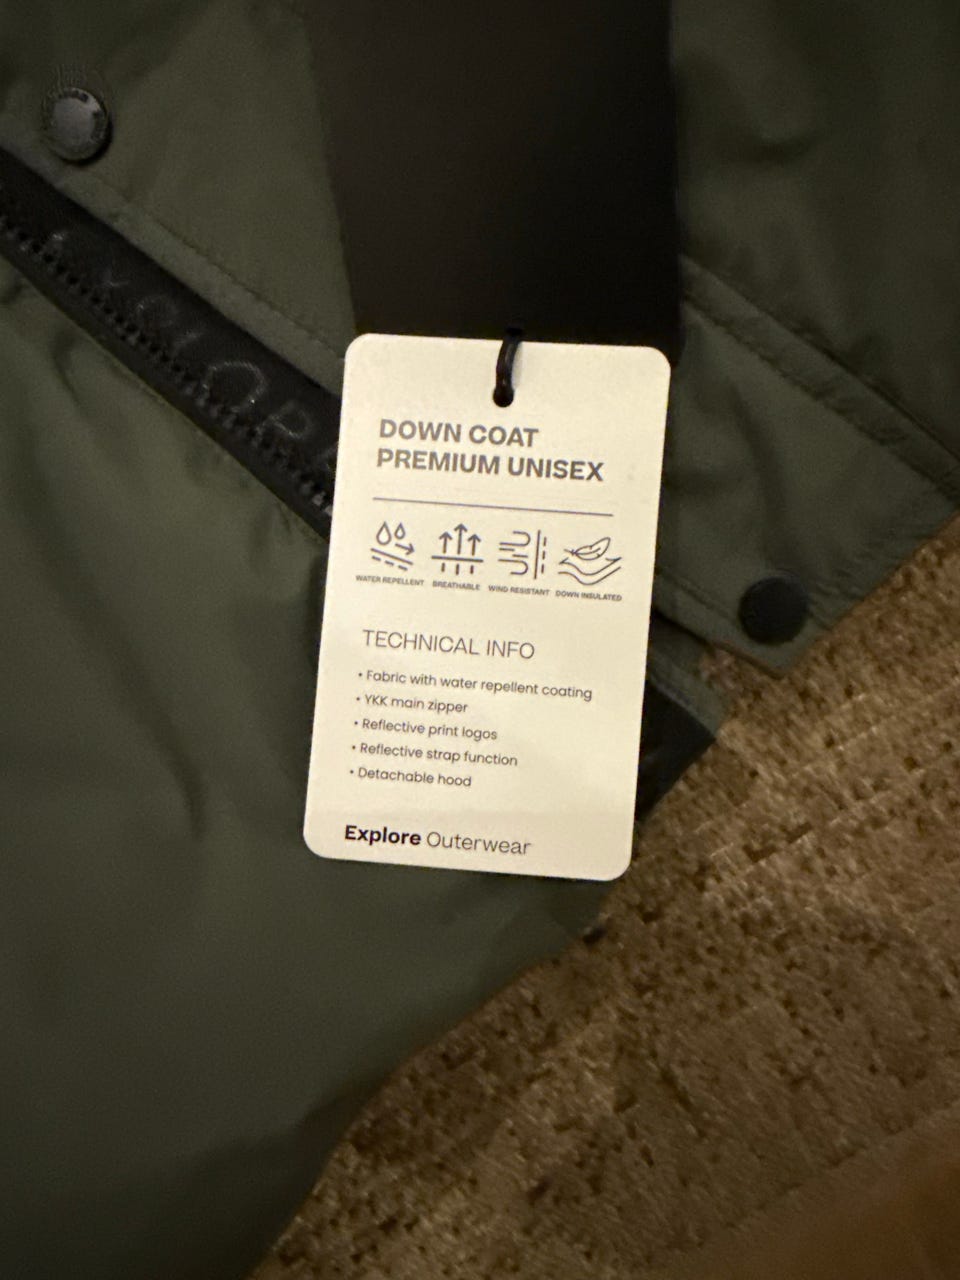 DOWN COAT
PREMIUM UNISEX
WATER REPELLENT BREATHABLE WIND RESISTANT DOWN INSULATED
TECHNICAL INFO
• Fabric with water repellent coating
• YKK main zipper
• Reflective print logos
• Reflective strap function
• Detachable hood
Explore Outerwear